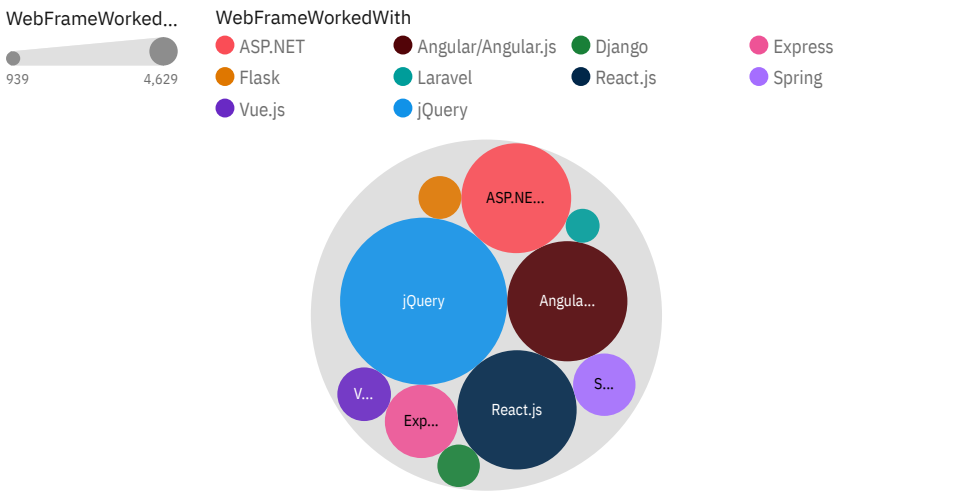 WebFrameWorked...
939
4,629
WebFrameWorkedWith
ASP.NET
Angular/Angular.js
Django
Express
Flask
Laravel
React.js
Spring
Vue.js
jQuery
ASP.NE...
jQuery
Angula...
S...
V...
React.js
Exp...